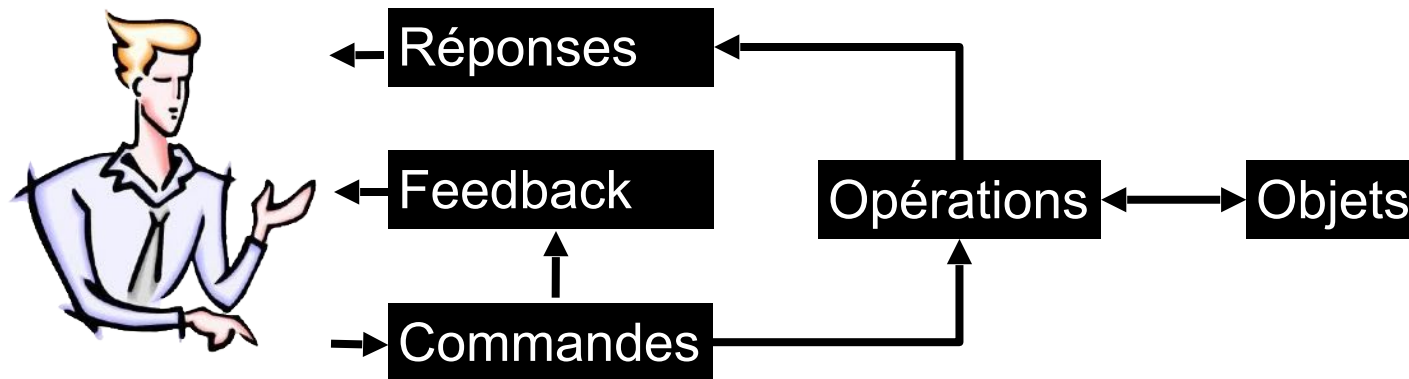 Réponses
Feedback
Opérations
Objets
Commandes